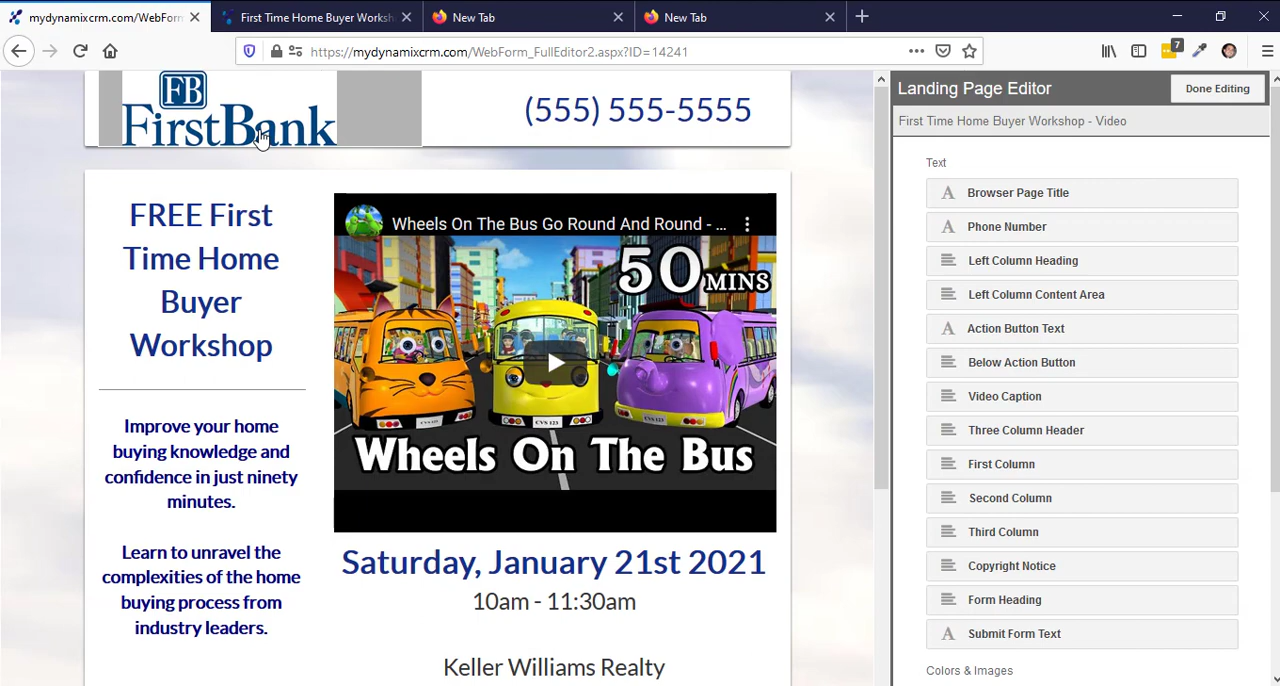 mydynamixcrm.com/WebForm
First Time Home Buyer Worksh
New Tab
New Tab
https://mydynamixcrm.com/WebForm_FullEditor2.aspx?ID=14241
7
FB
FirstBank
(555) 555-5555
FREE First
Time Home
Buyer
Workshop
Improve your home
buying knowledge and
confidence in just ninety
minutes.
Learn to unravel the
complexities of the home
buying process from
industry leaders.
Wheels On The Bus Go Round And Round - ...
50 MINS
CVS 123
Wheels On The Bus
Saturday, January 21st 2021
10am - 11:30am
Keller Williams Realty
Landing Page Editor
Done Editing
First Time Home Buyer Workshop - Video
Text
Browser Page Title
Phone Number
Left Column Heading
Left Column Content Area
Action Button Text
Below Action Button
Video Caption
Three Column Header
First Column
Second Column
Third Column
Copyright Notice
Form Heading
Submit Form Text
Colors & Images